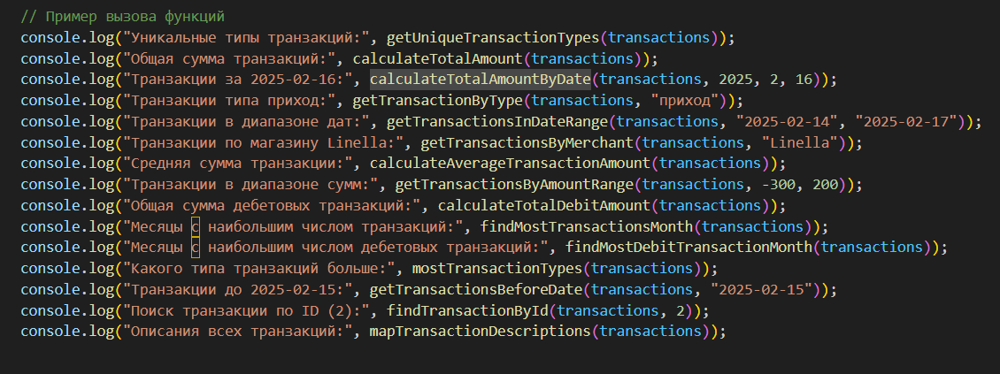 // Пример вызова функций
console.log("Уникальные типы транзакций:", getUniqueTransactionTypes(transactions));
console.log("Общая сумма транзакций:", calculateTotalAmount(transactions));
console.log("Транзакции за 2025-02-16:", calculateTotalAmountByDate(transactions, 2025, 2, 16));
console.log("Транзакции типа приход:", getTransactionByType(transactions, "приход"));
console.log("Транзакции в диапазоне дат:", getTransactionsInDateRange(transactions, "2025-02-14", "2025-02-17"));
console.log("Транзакции по магазину Linella:", getTransactionsByMerchant(transactions, "Linella"));
console.log("Средняя сумма транзакции:", calculateAverageTransactionAmount(transactions));
console.log("Транзакции в диапазоне сумм:", getTransactionsByAmountRange(transactions, -300, 200));
console.log("Общая сумма дебетовых транзакций:", calculateTotalDebitAmount(transactions));
console.log("Месяцы с наибольшим числом транзакций:", findMostTransactionsMonth(transactions));
console.log("Месяцы с наибольшим числом дебетовых транзакций:", findMostDebitTransactionMonth(transactions));
console.log("Какого типа транзакций больше:", mostTransactionTypes(transactions));
console.log("Транзакции до 2025-02-15:", getTransactionsBeforeDate(transactions, "2025-02-15"));
console.log("Поиск транзакции по ID (2):", findTransactionById(transactions, 2));
console.log("Описания всех транзакций:", mapTransactionDescriptions(transactions));